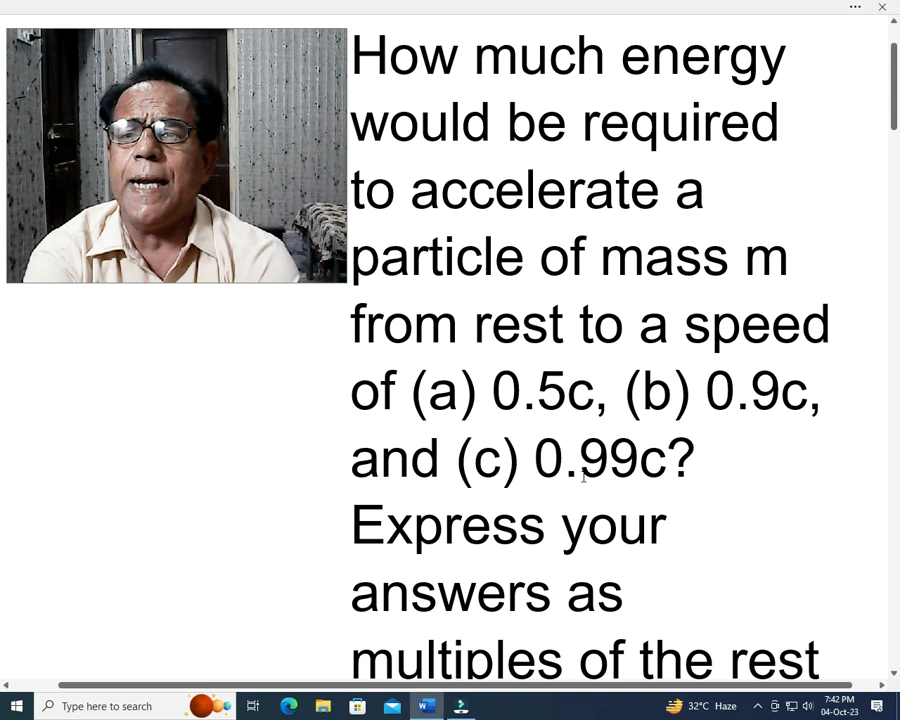 How much energy
would be required
to accelerate a
particle of mass m
from rest to a speed
of (a) 0.5c, (b) 0.9c,
and (c) 0.99c?
Express your
answers as
multiples of the rest
Type here to search
32°C Haze
7:42 PM
04-Oct-23